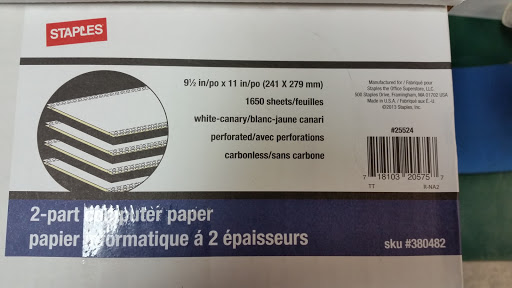 STAPLES
9½ in/po x 11 in/po (241 X 279 mm)
1650 sheets/feuilles
white-canary/blanc-jaune canari
perforated/avec perforations
carbonless/sans carbone
Manufactured for / Fabriqué pour
Staples the Office Superstore, LLC.
500 Staples Drive, Framingham, MA 01702 USA
Made in U.S.A. / Fabriqué aux É.-U.
©2013 Staples, Inc.
#25524
7 18103 20575 7
TT 8-NA2
2-part computer paper
papier informatique á 2 épaisseurs
sku #380482